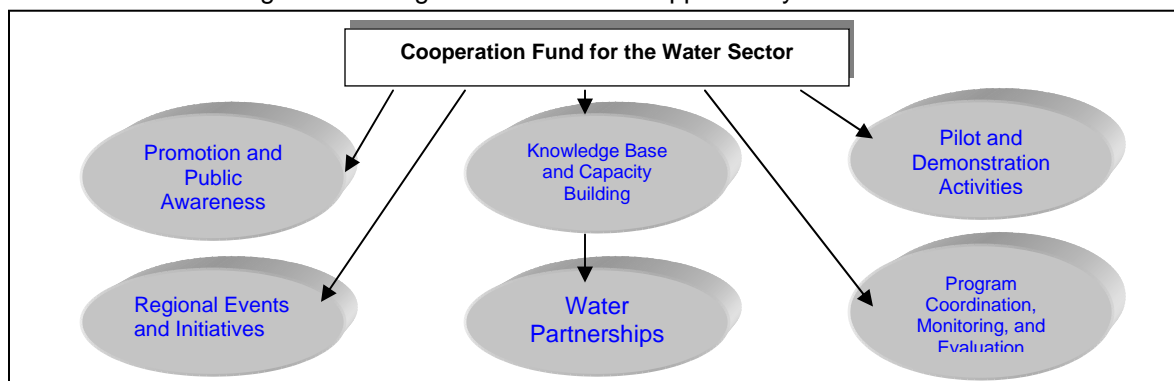 Cooperation Fund for the Water Sector
Promotion and
Public
Awareness
Knowledge Base
and Capacity
Building
Pilot and
Demonstration
Activities
Regional Events
and Initiatives
Water
Partnerships
Program
Coordination,
Monitoring, and
Evaluation